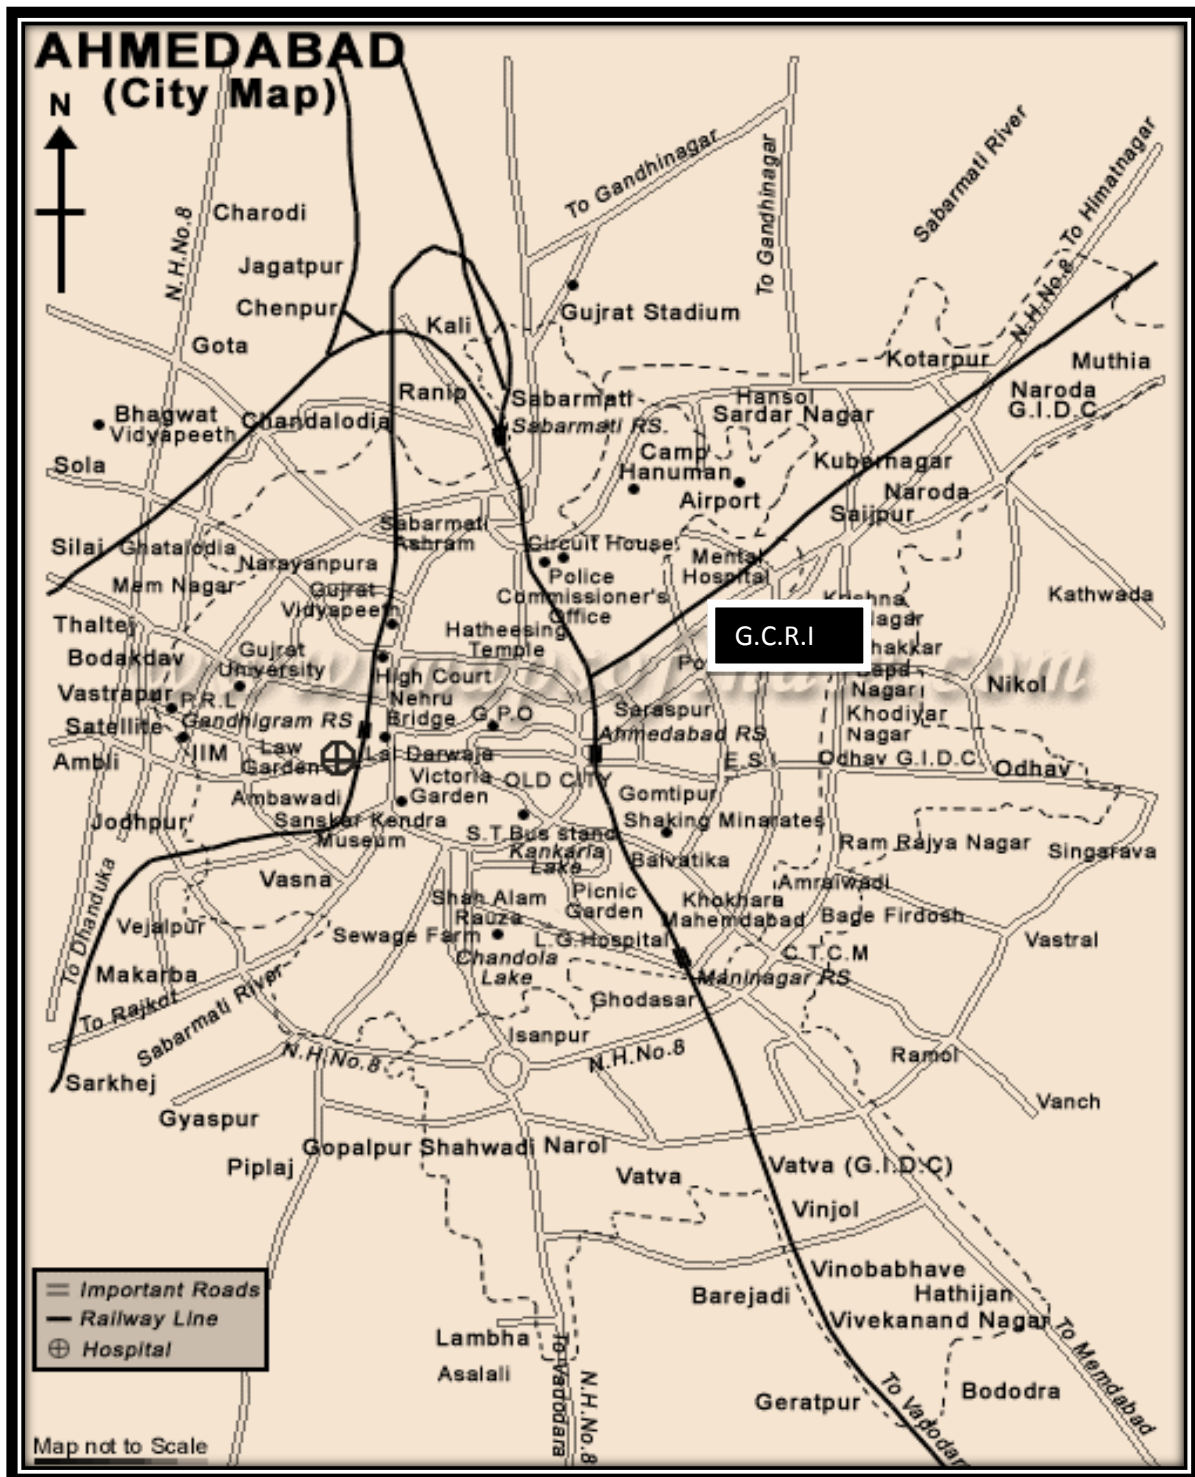 AHMEDABAD
(City Map)
N
To Gandhinagar
To Gandhinagar
Sabarmati River
To Himatnagar
N.H.No.8
Charodi
N.H.No.8
Jagatpur
Chenpur
Kali
Gujrat Stadium
Gota
Kotarpur
Muthia
Ranip
Sabarmati
Hansol
Naroda
G.I.D.C.
Bhagwat
Vidyapeeth
Chandalodia
Sabarmati RS.
Sardar Nagar
Sola
Camp
Hanuman
Kubernagar
Airport
Naroda
Saijpur
Sabarmati
Ashram
Silaj
Ghatalodia
Narayanpura
Circuit House
Mental
Hospital
Mem Nagar
Gujrat
Vidyapeeth
Police
Commissioner's
Office
Kathwada
Krishna
Nagar
Thaltej
Hatheesing
Temple
G.C.R.I
Bodakdav
Gujrat
University
High Court
Nagar
Nikol
Vastrapur
P.R.L
Nehru
Bridge
G.P.O
Saraspur
Khodiyar
Nagar
Satellite
Gandhigram RS
Ahmedabad RS
IIM
Law
Garden
Lal Darwaja
E.S.I
Odhav G.I.D.C.
Odhav
Ambli
Victoria
Garden
OLD CITY
Gomtipur
Ambawadi
Jodhpur
Sanskar Kendra
Museum
S.T.Bus stand
Shaking Minarates
Kankaria
Lake
Balvatika
Ram Rajya Nagar
Singarava
Vasna
Amraiwadi
To Dhanduka
Shah Alam
Rauza
Picnic
Garden
Khokhara
Mahemdabad
Bage Firdosh
Vejalpur
Sewage Farm
L.G.Hospital
Vastral
Chandola
Lake
C.T.C.M
Makarba
Maninagar RS
To Rajkot
Sabarmati River
Ghodasar
Isanpur
N.H.No.8
N.H.No.8
Ramol
Sarkhej
Gyaspur
Vanch
Gopalpur
Shahwadi
Narol
Piplaj
Vatva
Vatva (G.I.D.C)
Vinjol
Vinobabhave
Barejadi
Hathijan
Vivekanand Nagar
Important Roads
Railway Line
Hospital
Lambha
Asalali
To Vadodara
N.H.No.8
To Memdabad
Geratpur
To Vadodar
Bododra
Map not to Scale